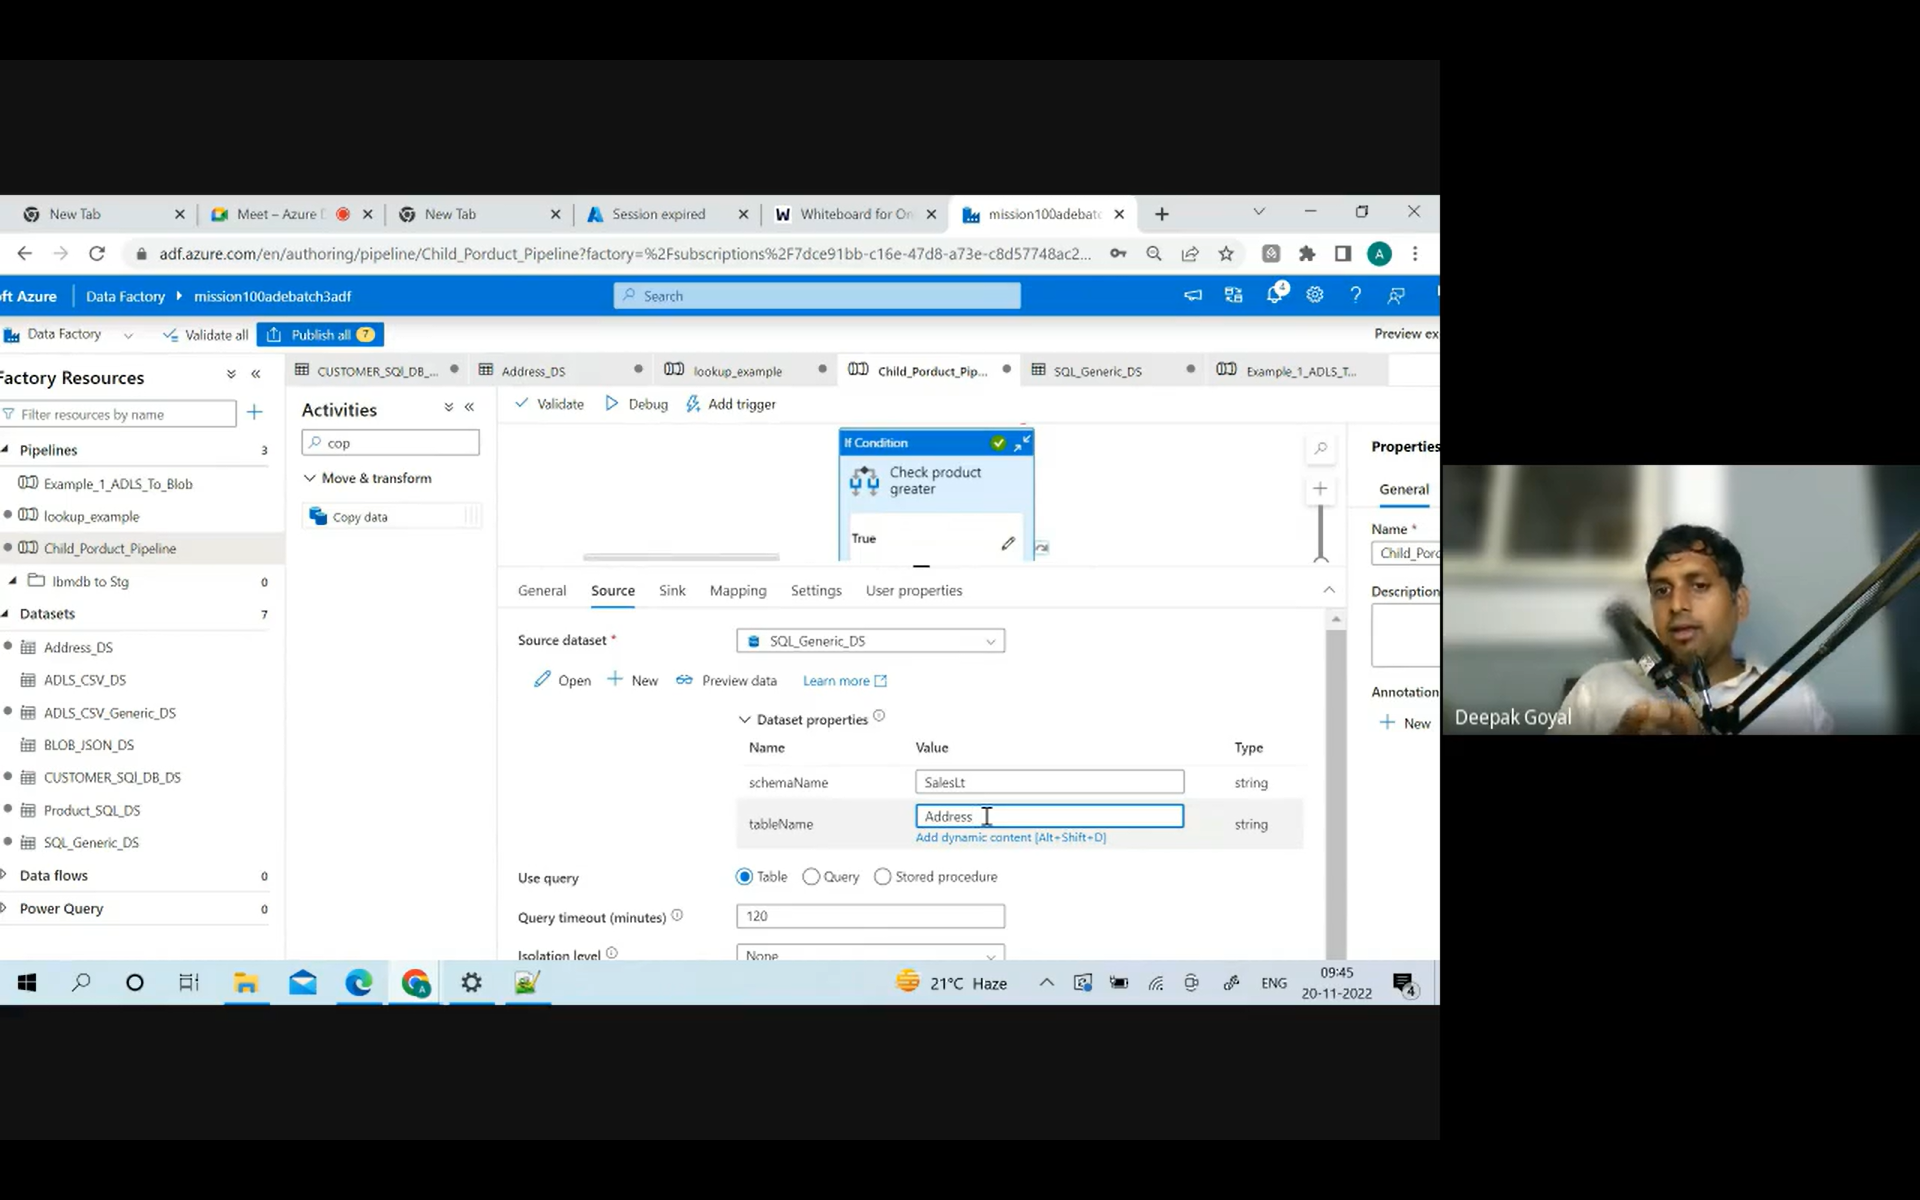 New Tab
Meet – Azure D
New Tab
Session expired
Whiteboard for On
mission100adebatc
adf.azure.com/en/authoring/pipeline/Child_Porduct_Pipeline?factory=%2Fsubscriptions%2F7dce91bb-c16e-47d8-a73e-c8d57748ac2...
A
oft Azure
Data Factory
mission100adebatch3adf
Search
4
Data Factory
Validate all
Publish all 7
Preview ex
Factory Resources
Filter resources by name
Pipelines 3
Example_1_ADLS_To_Blob
lookup_example
Child_Porduct_Pipeline
Ibmdb to Stg 0
Datasets 7
Address_DS
ADLS_CSV_DS
ADLS_CSV_Generic_DS
BLOB_JSON_DS
CUSTOMER_SQl_DB_DS
Product_SQL_DS
SQL_Generic_DS
Data flows 0
Power Query 0
CUSTOMER_SQl_DB_...
Address_DS
lookup_example
Child_Porduct_Pip...
SQL_Generic_DS
Example_1_ADLS_T...
Activities
cop
Move & transform
Copy data
Validate
Debug
Add trigger
If Condition
Check product
greater
True
General
Source
Sink
Mapping
Settings
User properties
Source dataset *
SQL_Generic_DS
Open
New
Preview data
Learn more
Dataset properties
Name Value Type
schemaName SalesLt string
tableName Address string
Add dynamic content [Alt+Shift+D]
Use query
Table
Query
Stored procedure
Query timeout (minutes)
120
Isolation level
None
Properties
General
Name *
Child_Pord
Description
Annotation
New
Deepak Goyal
21°C Haze
ENG
09:45
20-11-2022
4